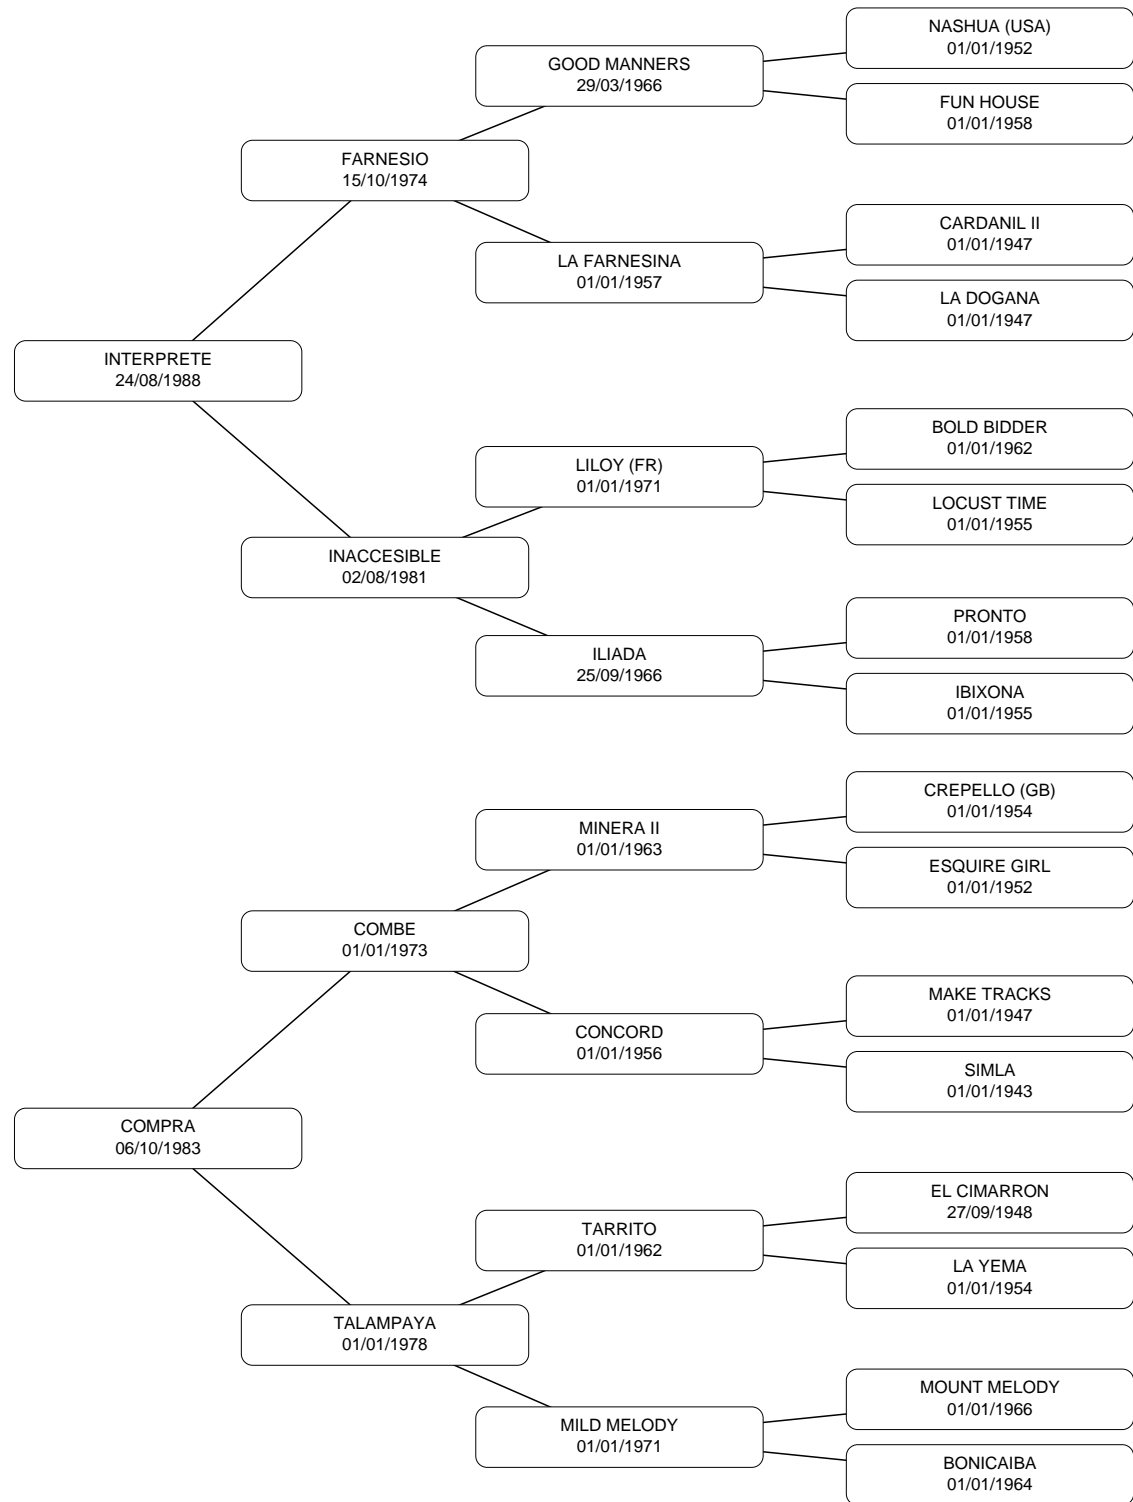 NASHUA (USA)
01/01/1952
GOOD MANNERS
29/03/1966
FUN HOUSE
01/01/1958
FARNESIO
15/10/1974
CARDANIL II
01/01/1947
LA FARNESINA
01/01/1957
LA DOGANA
01/01/1947
INTERPRETE
24/08/1988
BOLD BIDDER
01/01/1962
LILOY (FR)
01/01/1971
LOCUST TIME
01/01/1955
INACCESIBLE
02/08/1981
PRONTO
01/01/1958
ILIADA
25/09/1966
IBIXONA
01/01/1955
CREPELLO (GB)
01/01/1954
MINERA II
01/01/1963
ESQUIRE GIRL
01/01/1952
COMBE
01/01/1973
MAKE TRACKS
01/01/1947
CONCORD
01/01/1956
SIMLA
01/01/1943
COMPRA
06/10/1983
EL CIMARRON
27/09/1948
TARRITO
01/01/1962
LA YEMA
01/01/1954
TALAMPAYA
01/01/1978
MOUNT MELODY
01/01/1966
MILD MELODY
01/01/1971
BONICAIBA
01/01/1964